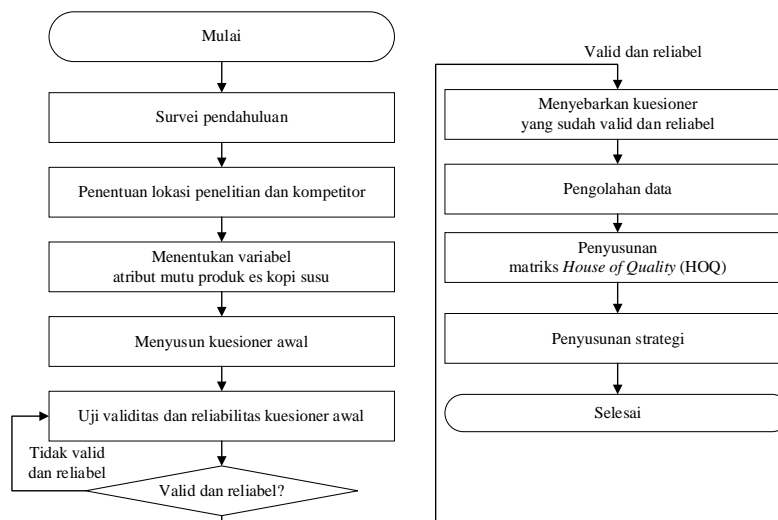 Mulai
Survei pendahuluan
Penentuan lokasi penelitian dan kompetitor
Menentukan variabel
atribut mutu produk es kopi susu
Menyusun kuesioner awal
Uji validitas dan reliabilitas kuesioner awal
Tidak valid
dan reliabel
Valid dan reliabel?
Valid dan reliabel
Menyebarkan kuesioner
yang sudah valid dan reliabel
Pengolahan data
Penyusunan
matriks House of Quality (HOQ)
Penyusunan strategi
Selesai